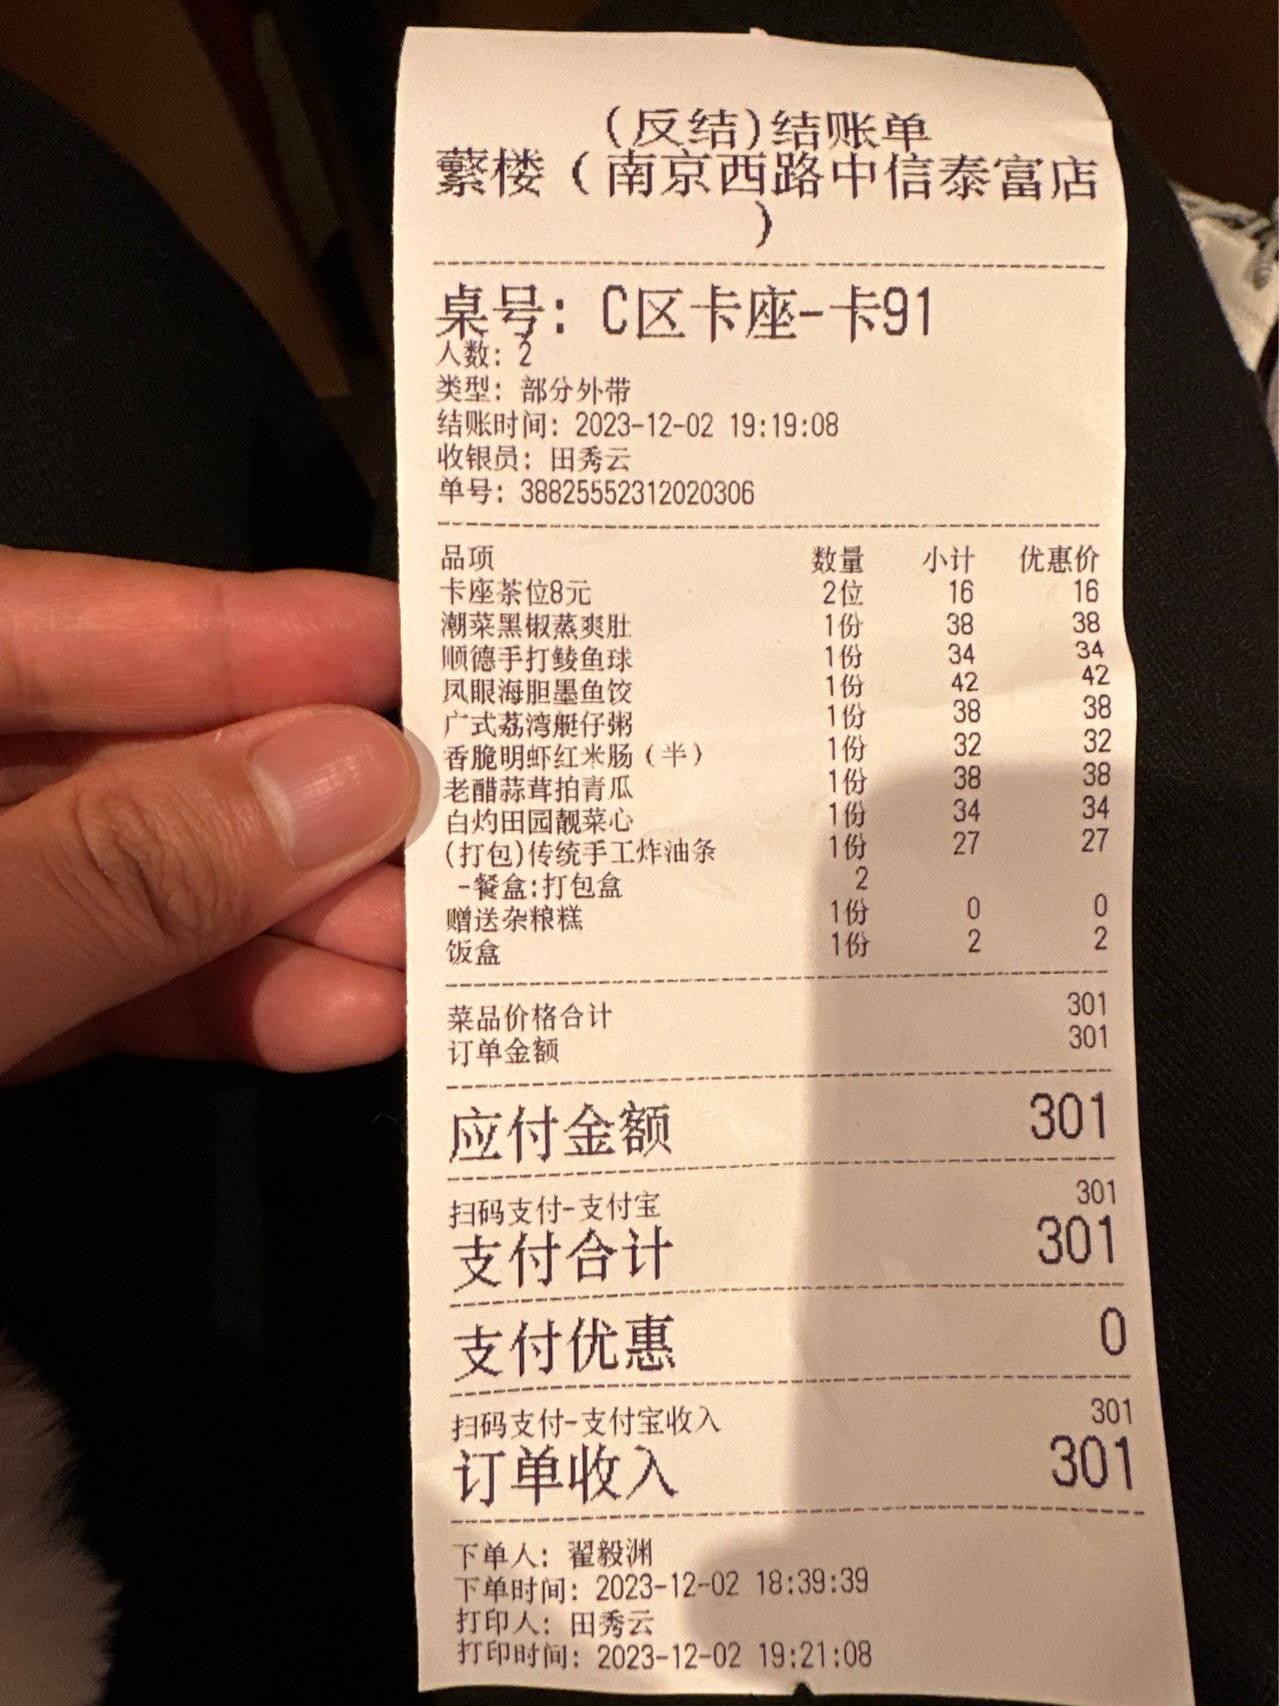 (反结)结账单
蘩楼（南京西路中信泰富店
）
桌号: C区卡座-卡91
人数: 2
类型: 部分外带
结账时间: 2023-12-02 19:19:08
收银员: 田秀云
单号: 38825552312020306
品项 数量 小计 优惠价
卡座茶位8元 2位 16 16
潮菜黑椒蒸爽肚 1份 38 38
顺德手打鲮鱼球 1份 34 34
凤眼海胆墨鱼饺 1份 42 42
广式荔湾艇仔粥 1份 38 38
香脆明虾红米肠（半） 1份 32 32
老醋蒜茸拍青瓜 1份 38 38
白灼田园靓菜心 1份 34 34
(打包)传统手工炸油条 1份 27 27
-餐盒:打包盒 2
赠送杂粮糕 1份 0 0
饭盒 1份 2 2
菜品价格合计 301
订单金额 301
应付金额 301
扫码支付-支付宝 301
支付合计 301
支付优惠 0
扫码支付-支付宝收入 301
订单收入 301
下单人: 翟毅渊
下单时间: 2023-12-02 18:39:39
打印人: 田秀云
打印时间: 2023-12-02 19:21:08